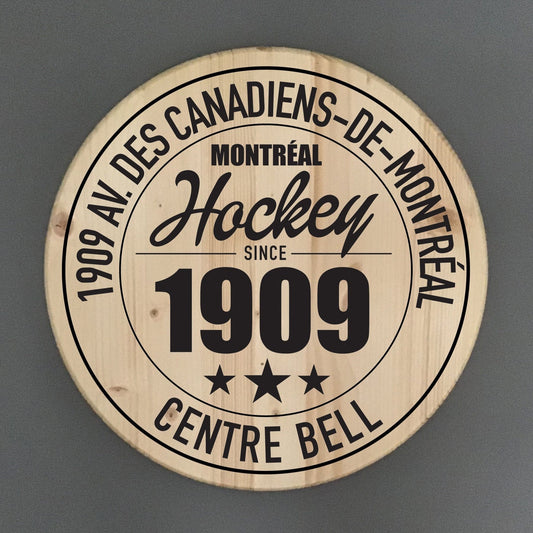 1909 AV. DES CANADIENS-DE-MONTRÉAL
MONTRÉAL
Hockey
SINCE
1909
CENTRE BELL